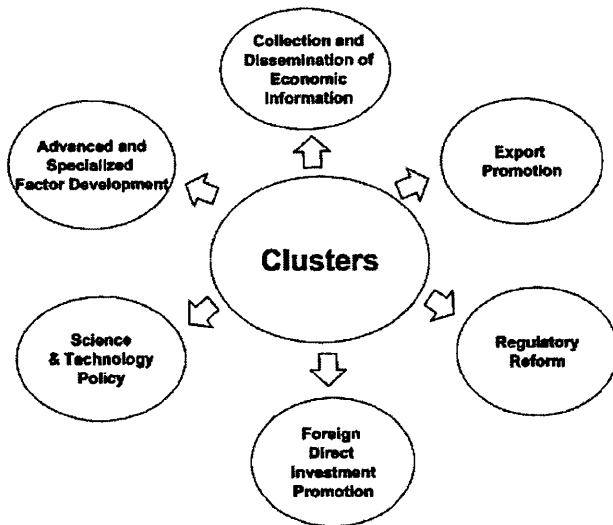 Collection and
Dissemination of
Economic
Information
Advanced and
Specialized
Factor Development
Export
Promotion
Clusters
Science
& Technology
Policy
Regulatory
Reform
Foreign
Direct
Investment
Promotion